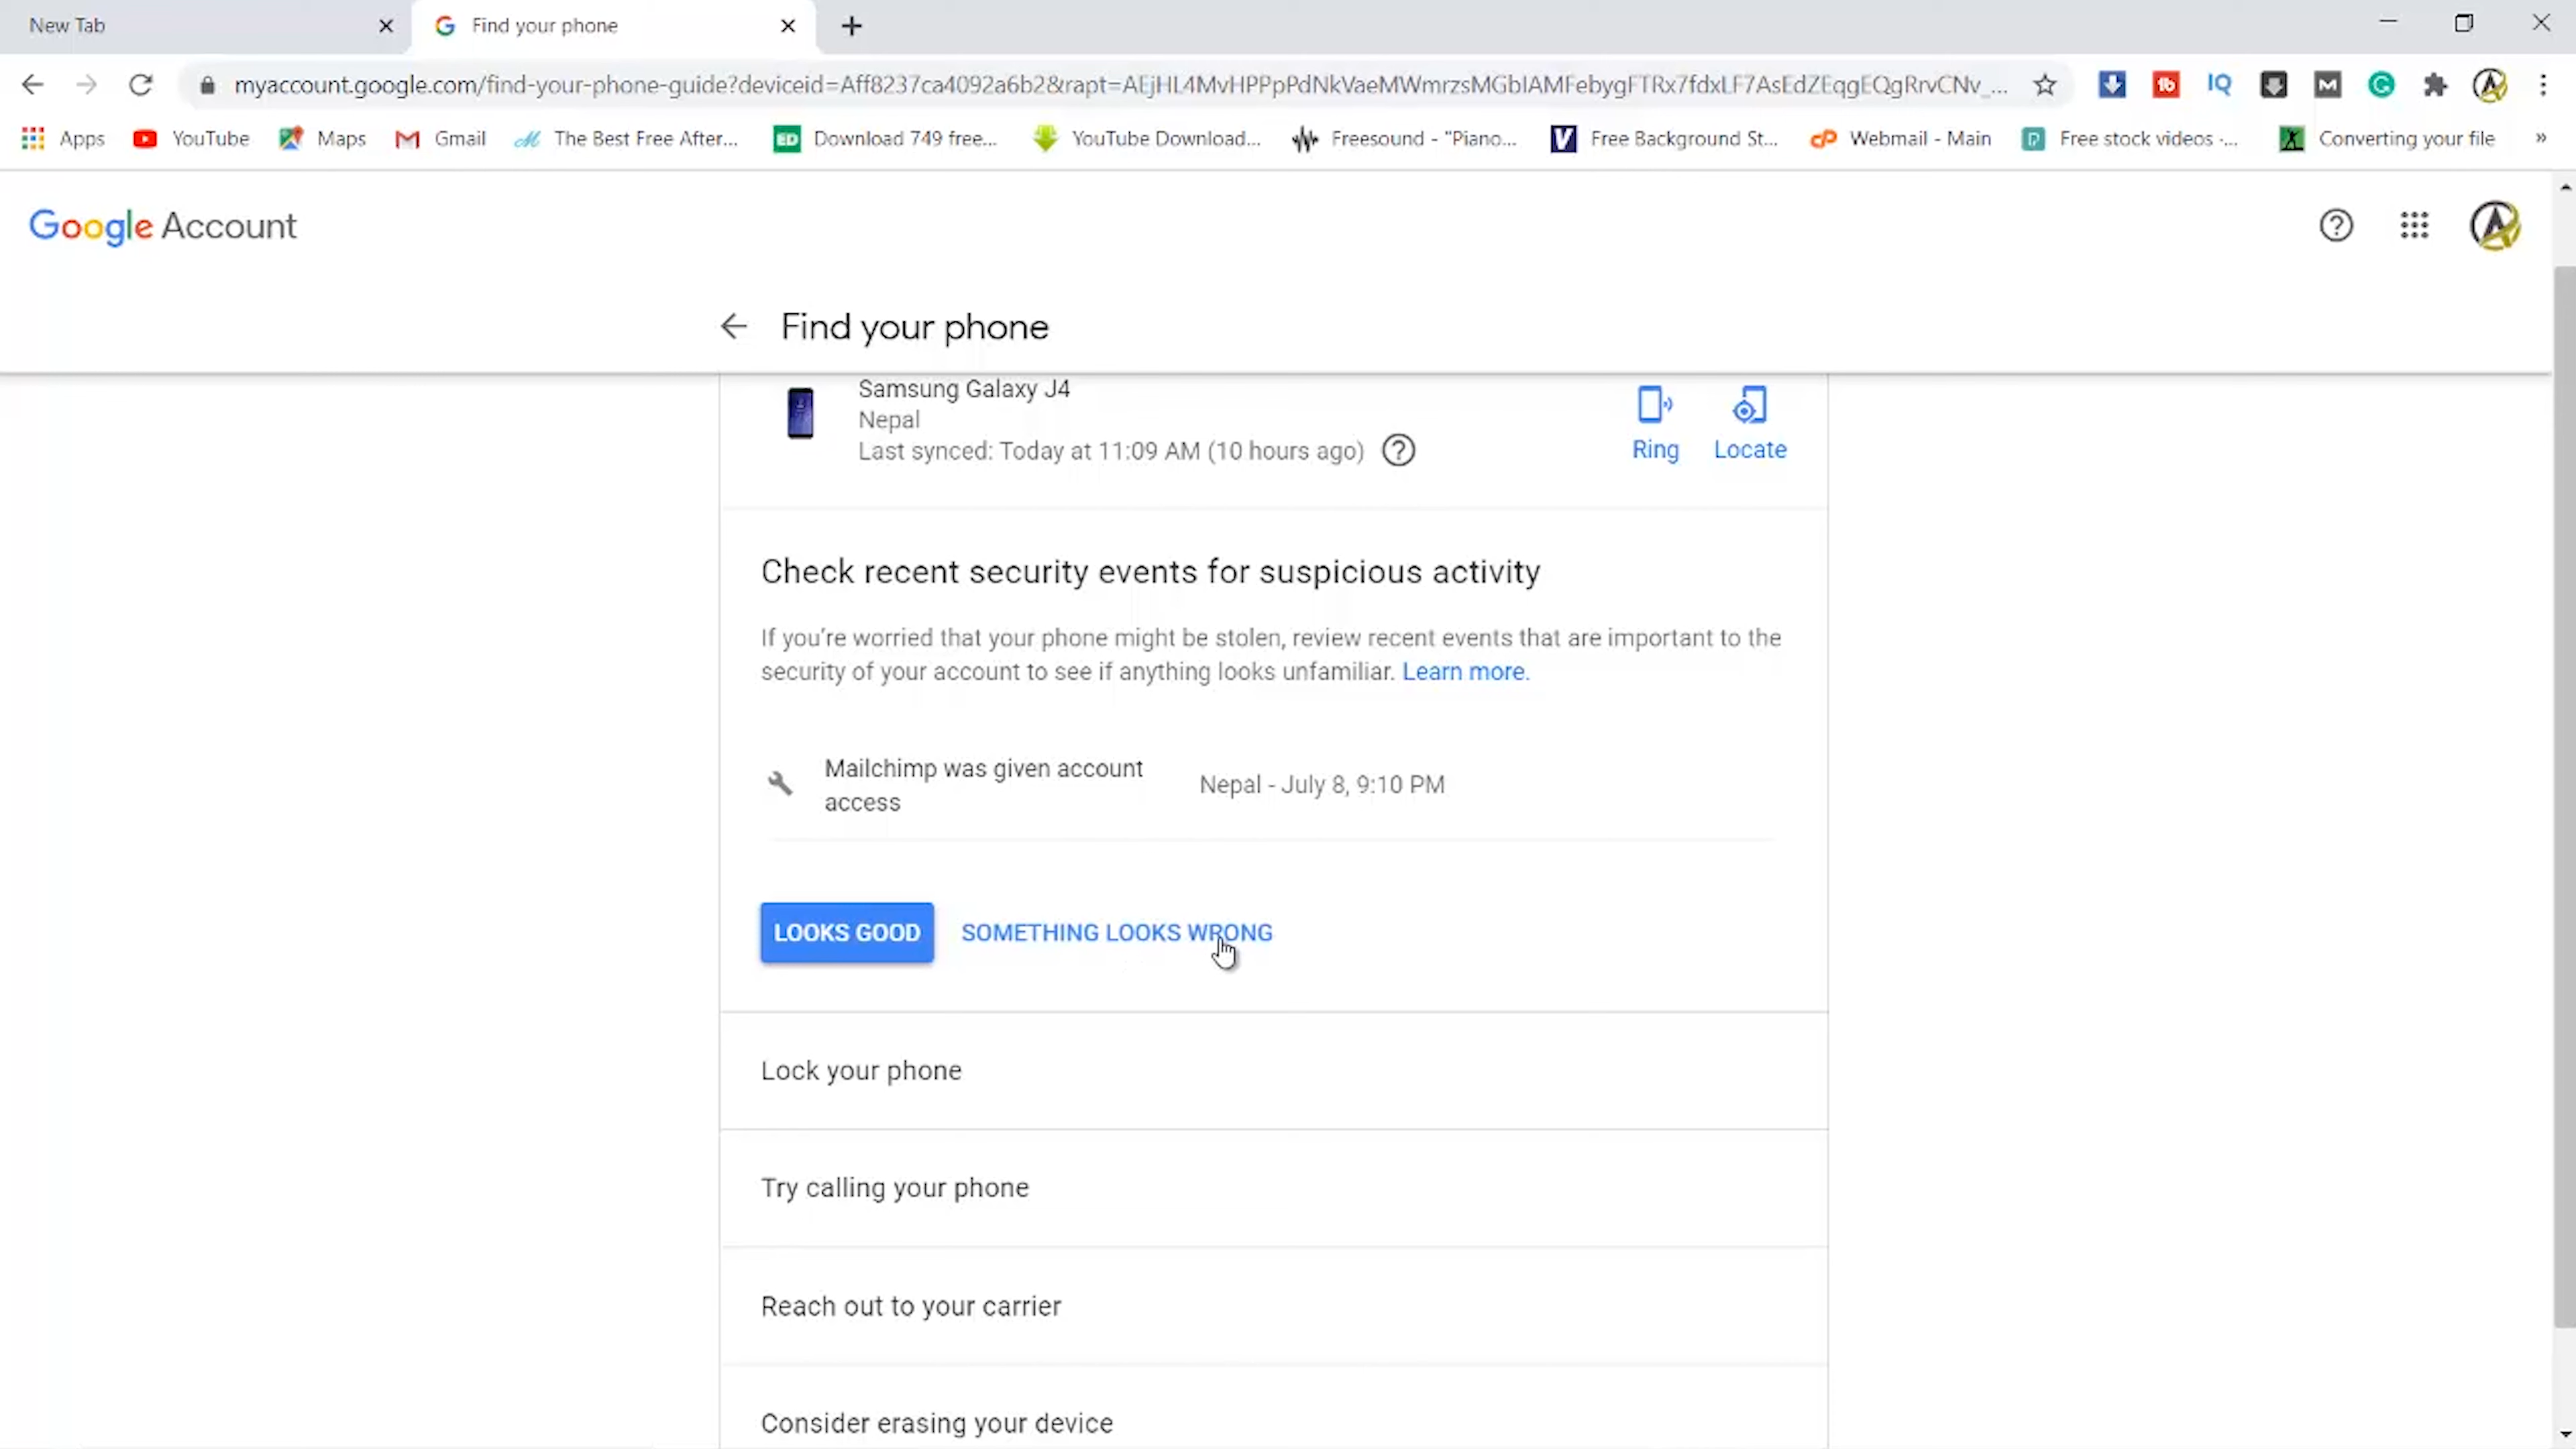 New Tab
Find your phone
myaccount.google.com/find-your-phone-guide?deviceid=Aff8237ca4092a6b2&rapt=AEjHL4MvHPPpPdNkVaeMWmrzsMGbIAMFebygFTRx7fdxLF7AsEdZEqgEQgRrvCNv_...
Apps YouTube Maps Gmail The Best Free After... Download 749 free... YouTube Download... Freesound - "Piano... Free Background St... Webmail - Main Free stock videos -... Converting your file »
Google Account
Find your phone
Samsung Galaxy J4
Nepal
Last synced: Today at 11:09 AM (10 hours ago)
Ring Locate
Check recent security events for suspicious activity
If you're worried that your phone might be stolen, review recent events that are important to the
security of your account to see if anything looks unfamiliar. Learn more.
Mailchimp was given account
access
Nepal - July 8, 9:10 PM
LOOKS GOOD SOMETHING LOOKS WRONG
Lock your phone
Try calling your phone
Reach out to your carrier
Consider erasing your device